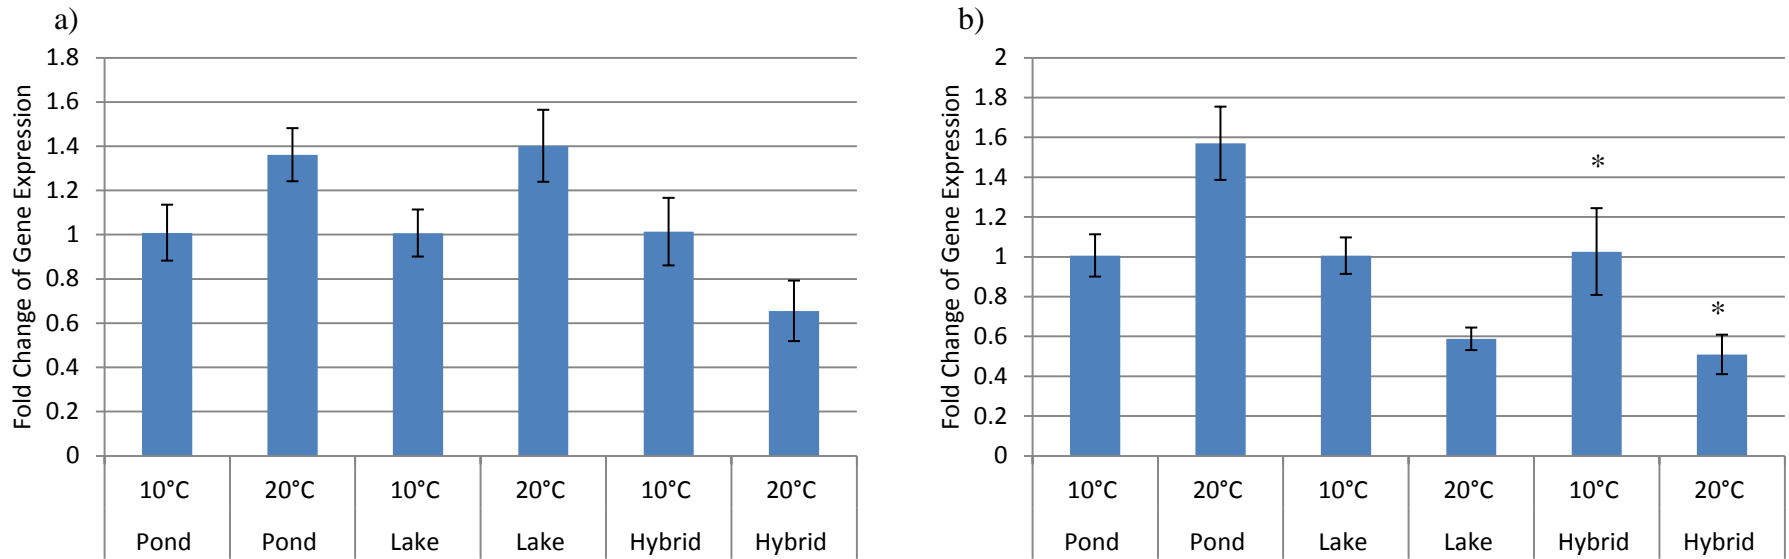 a)
Fold Change of Gene Expression
1.8
1.6
1.4
1.2
1
0.8
0.6
0.4
0.2
0
10°C 20°C 10°C 20°C 10°C 20°C
Pond Pond Lake Lake Hybrid Hybrid
b)
Fold Change of Gene Expression
2
1.8
1.6
1.4
1.2
1
0.8
0.6
0.4
0.2
0
*
*
10°C 20°C 10°C 20°C 10°C 20°C
Pond Pond Lake Lake Hybrid Hybrid